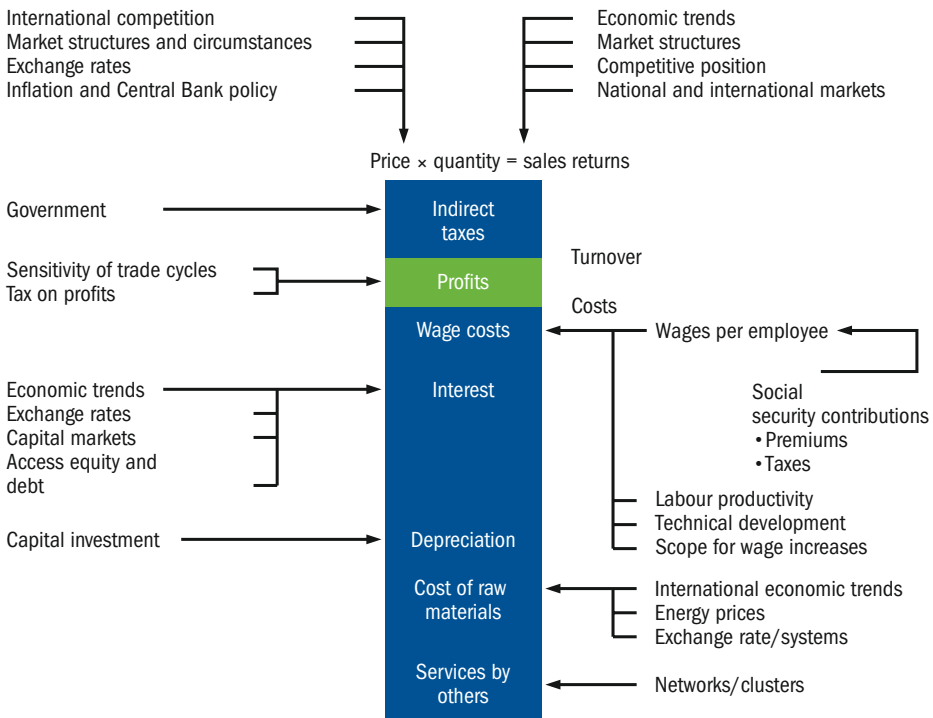 International competition
Market structures and circumstances
Exchange rates
Inflation and Central Bank policy
Economic trends
Market structures
Competitive position
National and international markets
Price × quantity = sales returns
Government
Indirect
taxes
Turnover
Sensitivity of trade cycles
Tax on profits
Profits
Costs
Wage costs
Wages per employee
Social
security contributions
• Premiums
• Taxes
Labour productivity
Technical development
Scope for wage increases
Economic trends
Exchange rates
Capital markets
Access equity and
debt
Interest
Capital investment
Depreciation
Cost of raw
materials
International economic trends
Energy prices
Exchange rate/systems
Services by
others
Networks/clusters